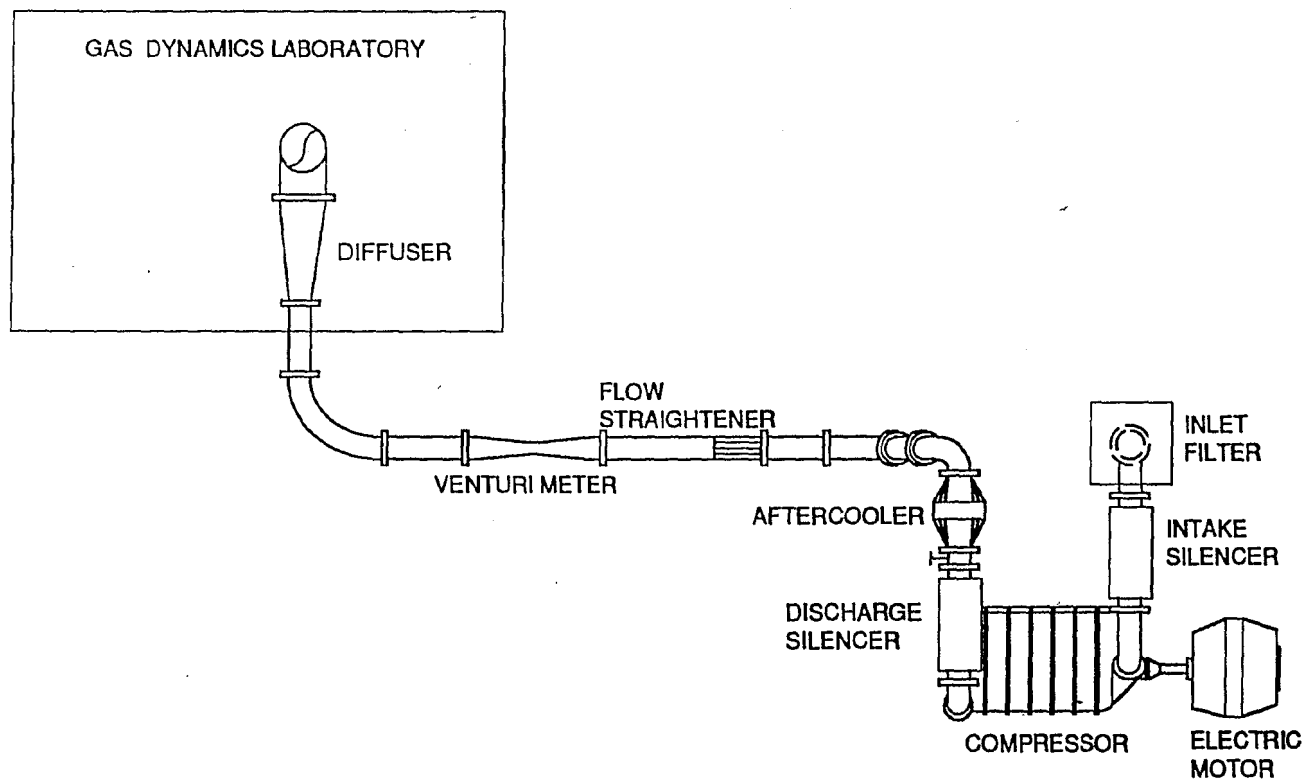 GAS DYNAMICS LABORATORY
DIFFUSER
FLOW
STRAIGHTENER
VENTURI METER
INLET
FILTER
AFTERCOOLER
INTAKE
SILENCER
DISCHARGE
SILENCER
COMPRESSOR
ELECTRIC
MOTOR